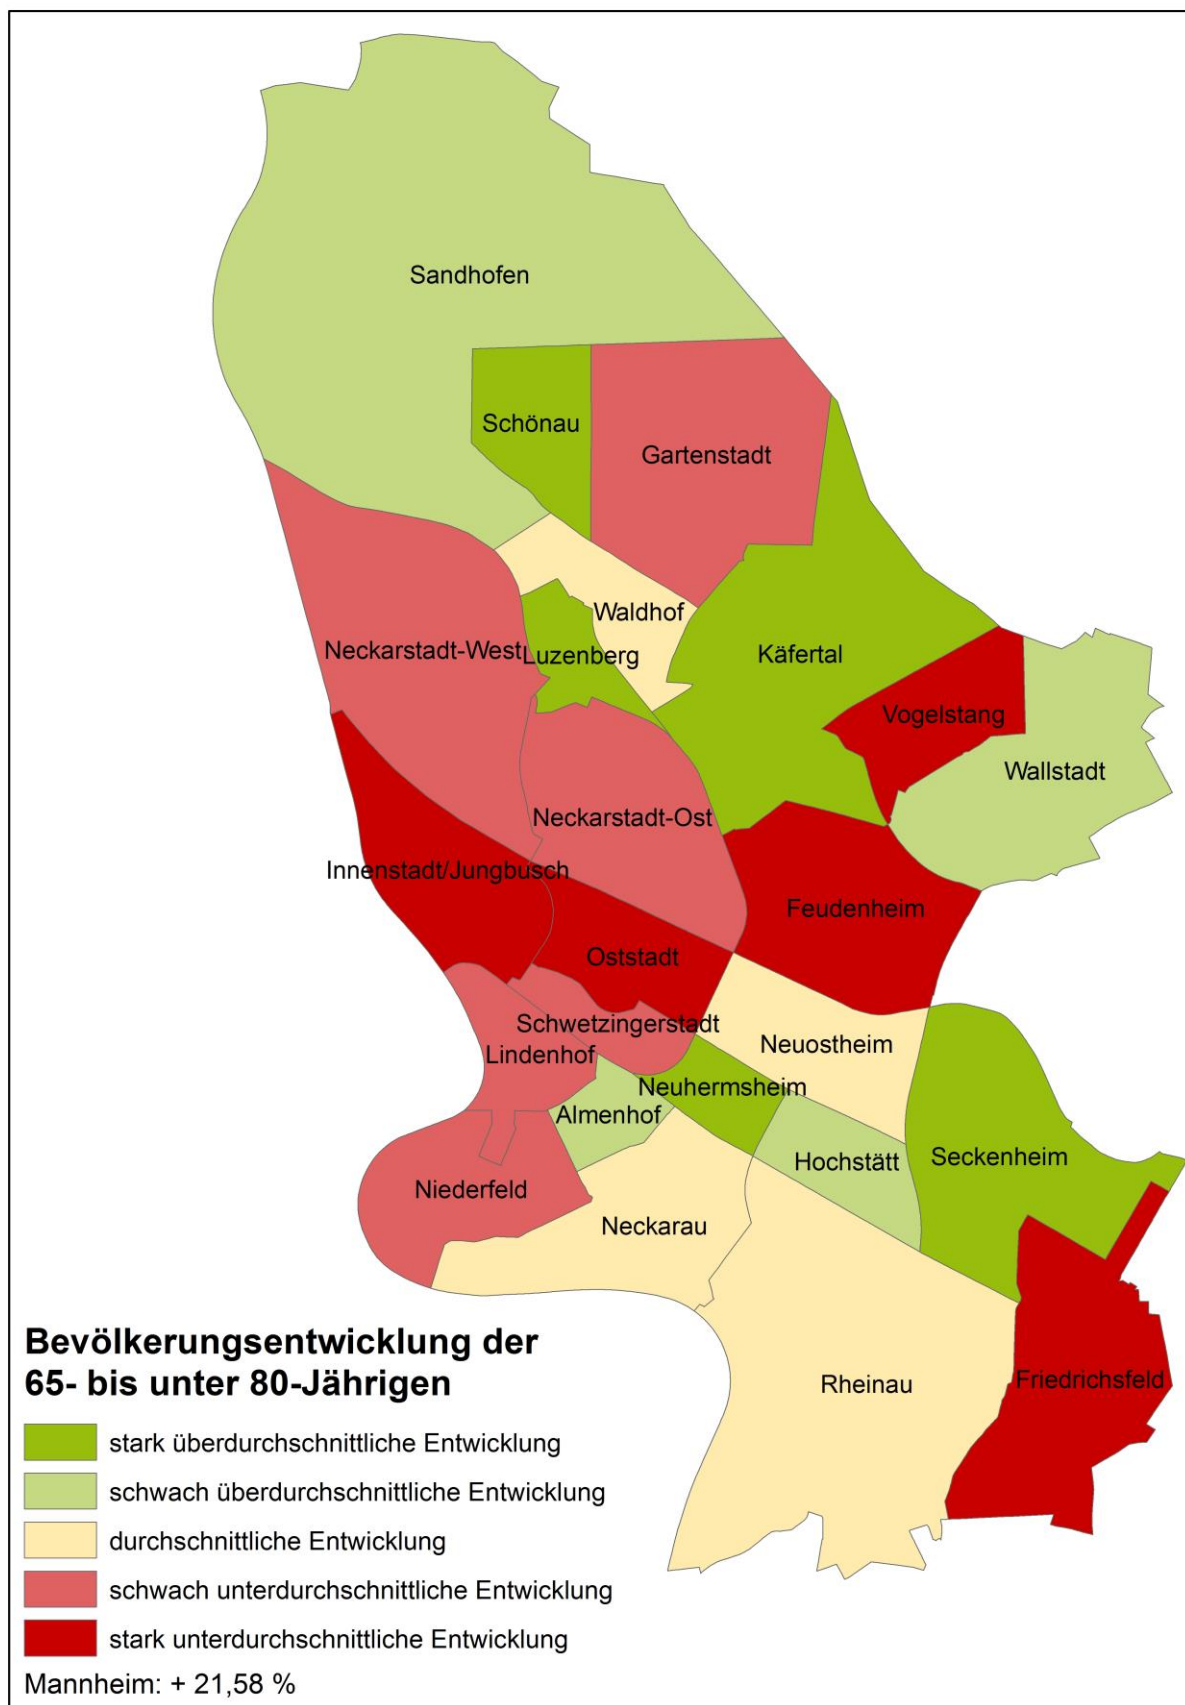 Sandhofen
Schönau
Gartenstadt
Waldhof
Neckarstadt-West
Luzenberg
Käfertal
Vogelstang
Wallstadt
Neckarstadt-Ost
Innenstadt/Jungbusch
Feudenheim
Oststadt
Schwetzingerstadt
Neuostheim
Lindenhof
Neuhermsheim
Almenhof
Seckenheim
Hochstätt
Niederfeld
Neckarau
Rheinau
Friedrichsfeld
Bevölkerungsentwicklung der
65- bis unter 80-Jährigen
stark überdurchschnittliche Entwicklung
schwach überdurchschnittliche Entwicklung
durchschnittliche Entwicklung
schwach unterdurchschnittliche Entwicklung
stark unterdurchschnittliche Entwicklung
Mannheim: + 21,58 %